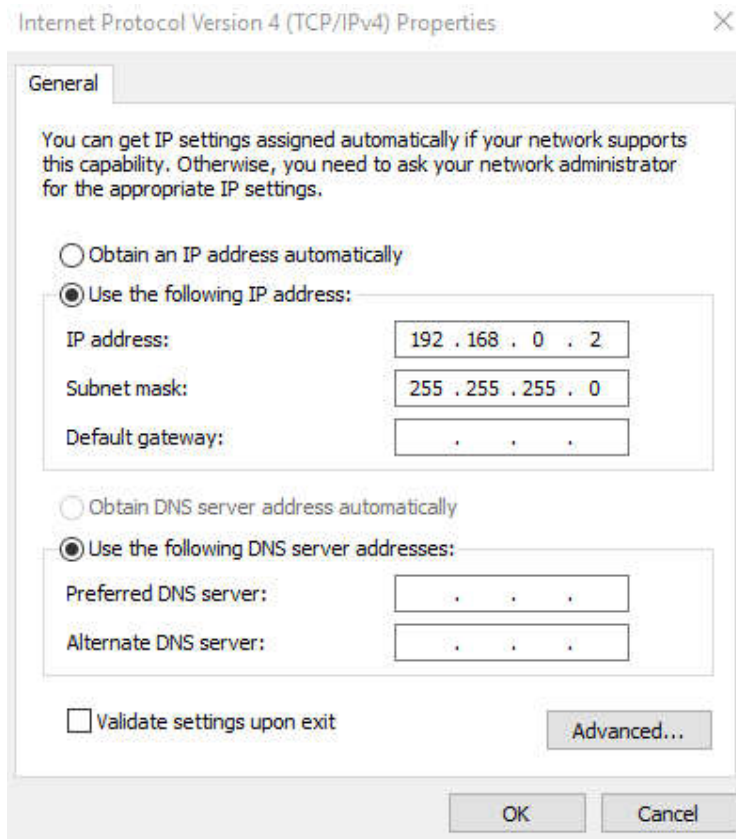 Internet Protocol Version 4 (TCP/IPv4) Properties
General
You can get IP settings assigned automatically if your network supports
this capability. Otherwise, you need to ask your network administrator
for the appropriate IP settings.
Obtain an IP address automatically
Use the following IP address:
IP address: 192 . 168 . 0 . 2
Subnet mask: 255 . 255 . 255 . 0
Default gateway: . . .
Obtain DNS server address automatically
Use the following DNS server addresses:
Preferred DNS server: . . .
Alternate DNS server: . . .
Validate settings upon exit
Advanced...
OK Cancel